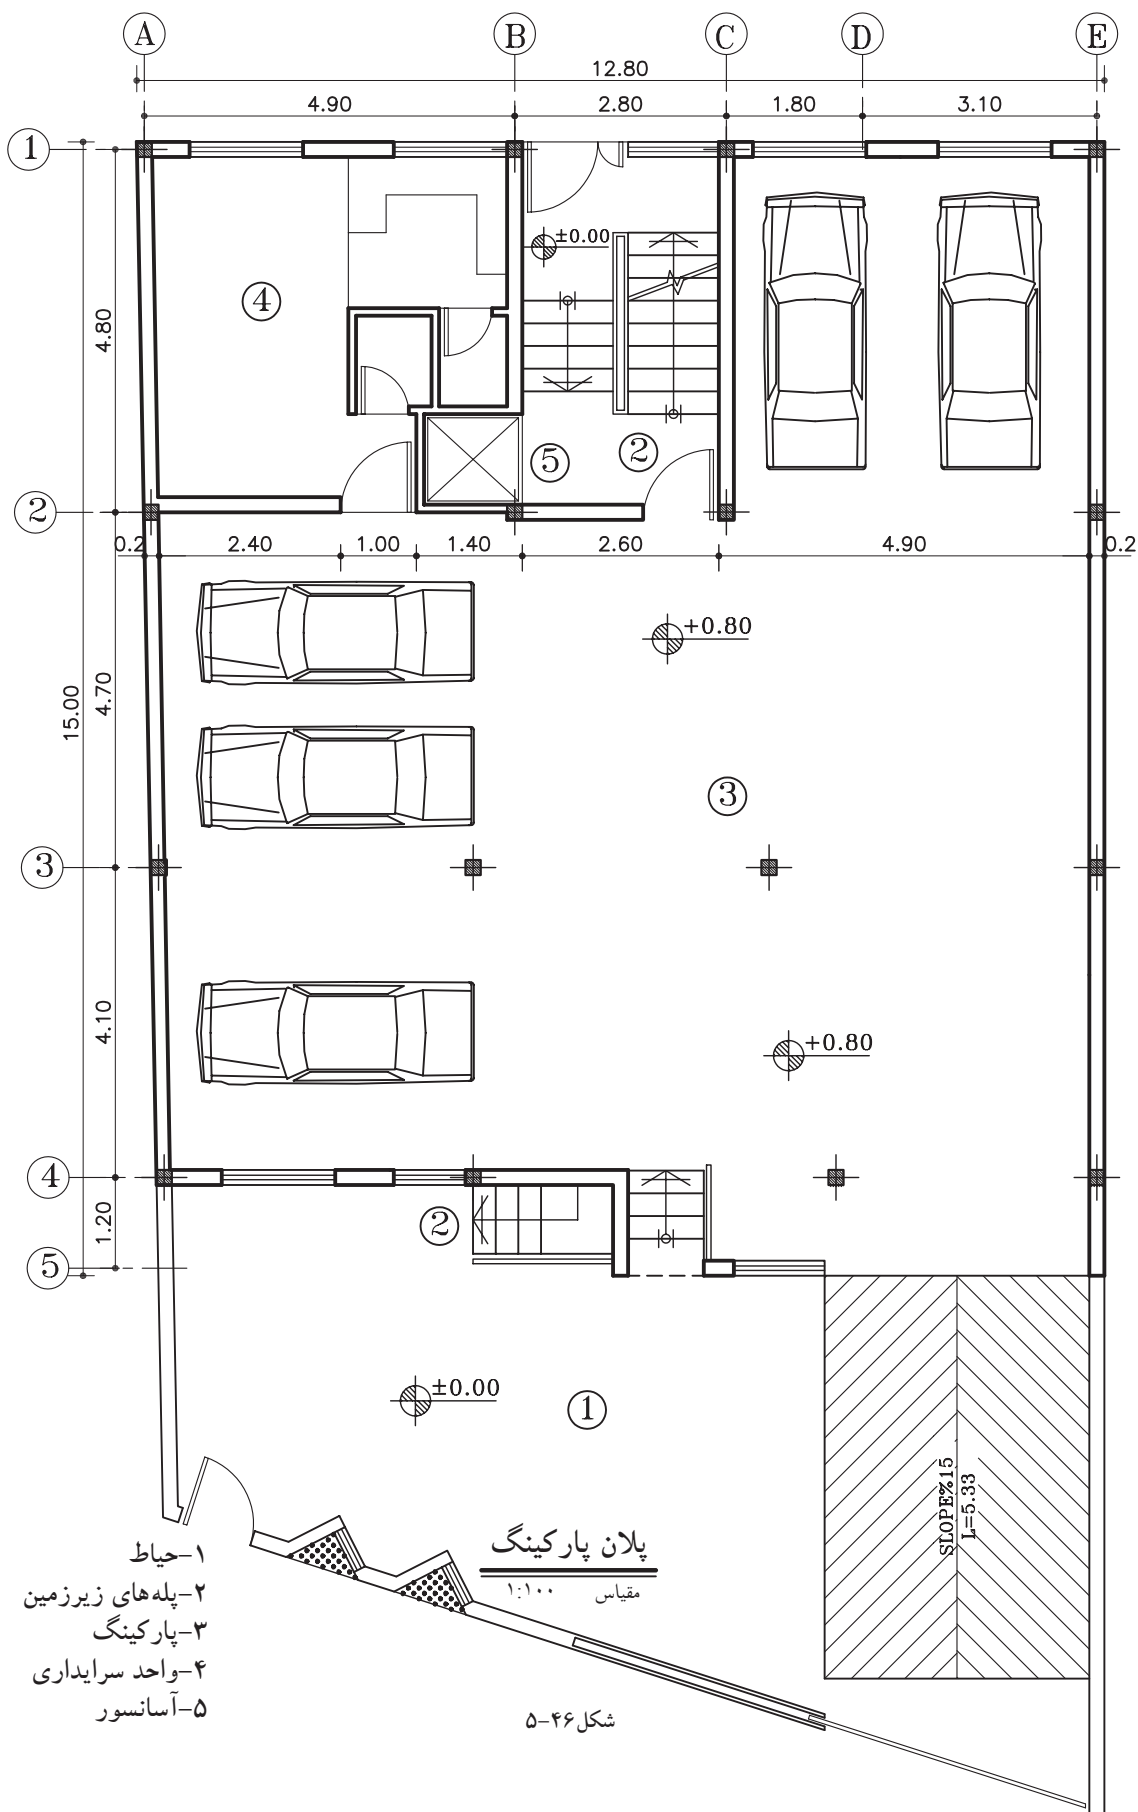 A B C D E
12.80
4.90 2.80 1.80 3.10
1
±0.00
4
4.80
5 2
2
0.2 2.40 1.00 1.40 2.60 4.90 0.2
+0.80
4.70
15.00
3
3
4.10
+0.80
4
1.20
2
5
±0.00
1
SLOPE%15
L=5.33
پلان پارکینگ
مقیاس ۱:۱۰۰
۱-حیاط
۲-پله‌های زیرزمین
۳-پارکینگ
۴-واحد سرایداری
۵-آسانسور
شکل ۴۶-۵